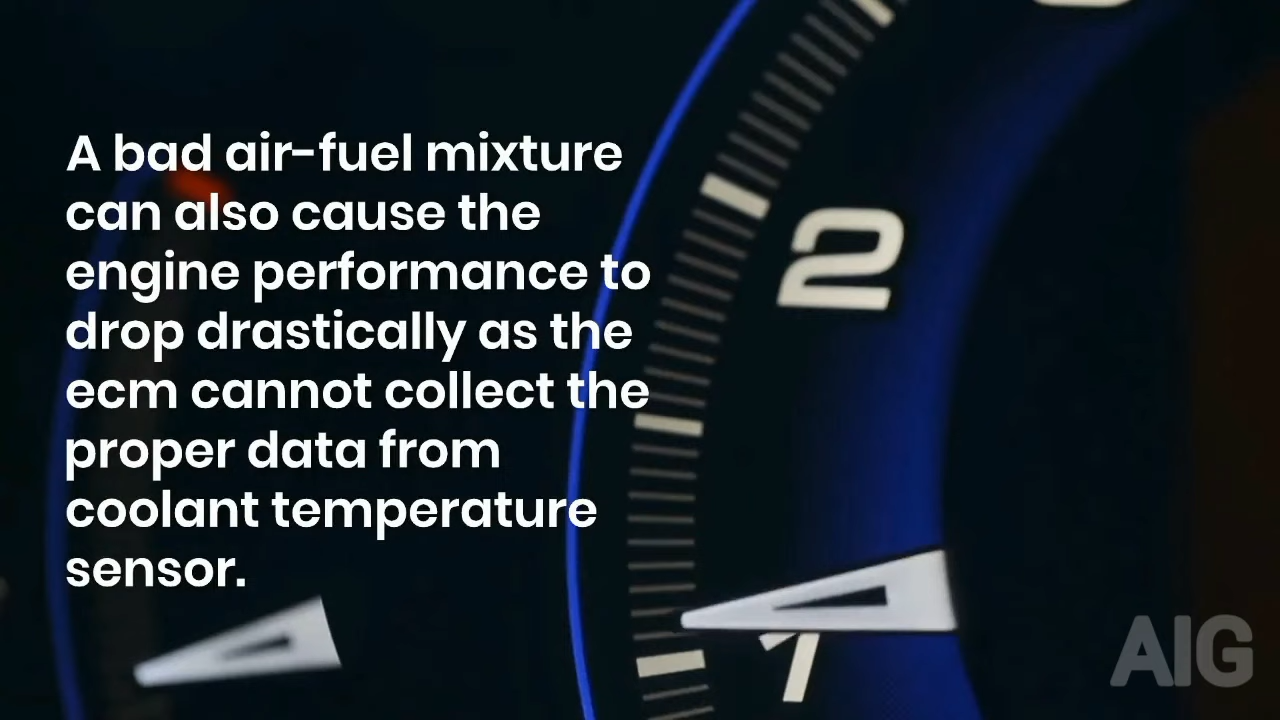 A bad air-fuel mixture
can also cause the
engine performance to
drop drastically as the
ecm cannot collect the
proper data from
coolant temperature
sensor.
2
1
AIG